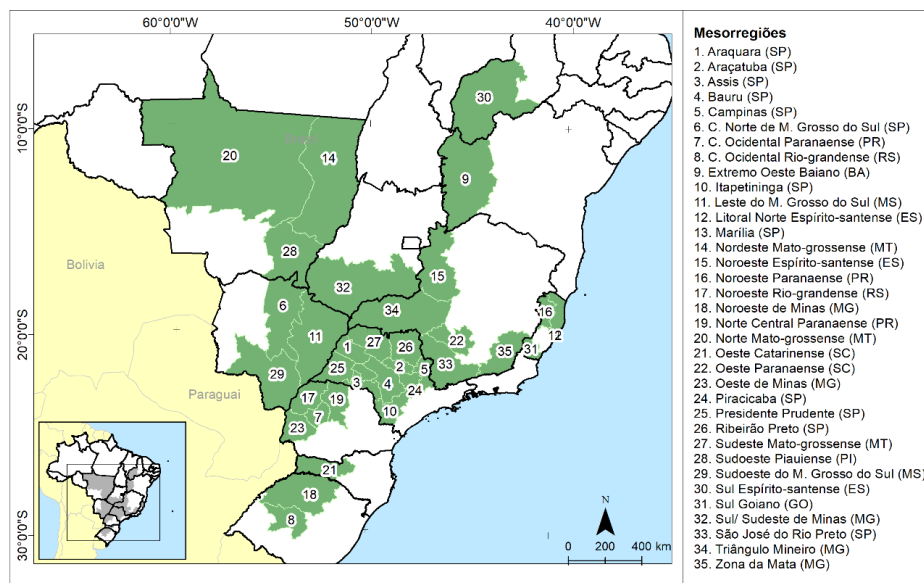 60°0'0"W 50°0'0"W 40°0'0"W
10°0'0"S
20°0'0"S
30°0'0"S
30
20
14
9
28
Bolivia
15
32
6
34
16
11
12
1
27
26
22
35
31
2
25
5
33
29
3
4
24
Paraguai
17
19
10
7
23
21
18
8
N
0 200 400 km
Mesorregiões
1. Araquara (SP)
2. Araçatuba (SP)
3. Assis (SP)
4. Bauru (SP)
5. Campinas (SP)
6. C. Norte de M. Grosso do Sul (SP)
7. C. Ocidental Paranaense (PR)
8. C. Ocidental Rio-grandense (RS)
9. Extremo Oeste Baiano (BA)
10. Itapetininga (SP)
11. Leste do M. Grosso do Sul (MS)
12. Litoral Norte Espírito-santense (ES)
13. Marília (SP)
14. Nordeste Mato-grossense (MT)
15. Noroeste Espírito-santense (ES)
16. Noroeste Paranaense (PR)
17. Noroeste Rio-grandense (RS)
18. Noroeste de Minas (MG)
19. Norte Central Paranaense (PR)
20. Norte Mato-grossense (MT)
21. Oeste Catarinense (SC)
22. Oeste Paranaense (SC)
23. Oeste de Minas (MG)
24. Piracicaba (SP)
25. Presidente Prudente (SP)
26. Ribeirão Preto (SP)
27. Sudeste Mato-grossense (MT)
28. Sudoeste Piauiense (PI)
29. Sudoeste do M. Grosso do Sul (MS)
30. Sul Espírito-santense (ES)
31. Sul Goiano (GO)
32. Sul/ Sudeste de Minas (MG)
33. São José do Rio Preto (SP)
34. Triângulo Mineiro (MG)
35. Zona da Mata (MG)